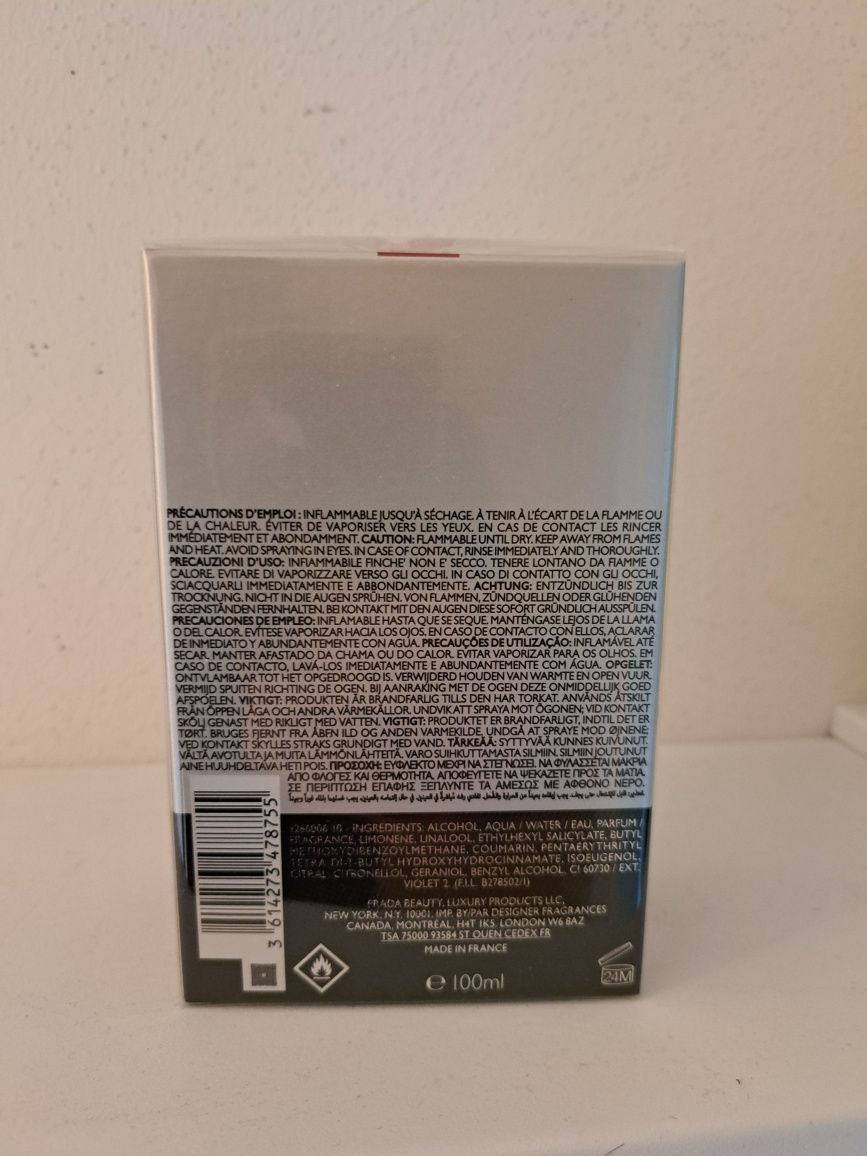 PRÉCAUTIONS D'EMPLOI : INFLAMMABLE JUSQU'À SÉCHAGE. À TENIR À L'ÉCART DE LA FLAMME OU
DE LA CHALEUR. ÉVITER DE VAPORISER VERS LES YEUX. EN CAS DE CONTACT LES RINCER
IMMÉDIATEMENT ET ABONDAMMENT. CAUTION: FLAMMABLE UNTIL DRY. KEEP AWAY FROM FLAMES
AND HEAT. AVOID SPRAYING IN EYES. IN CASE OF CONTACT, RINSE IMMEDIATELY AND THOROUGHLY.
PRECAUZIONI D'USO: INFIAMMABILE FINCHE' NON E' SECCO. TENERE LONTANO DA FIAMME O
CALORE. EVITARE DI VAPORIZZARE VERSO GLI OCCHI. IN CASO DI CONTATTO CON GLI OCCHI,
SCIACQUARLI IMMEDIATAMENTE E ABBONDANTEMENTE. ACHTUNG: ENTZÜNDLICH BIS ZUR
TROCKNUNG. NICHT IN DIE AUGEN SPRÜHEN. VON FLAMMEN, ZÜNDQUELLEN ODER GLÜHENDEN
GEGENSTÄNDEN FERNHALTEN. BEI KONTAKT MIT DEN AUGEN DIESE SOFORT GRÜNDLICH AUSSPÜLEN.
PRECAUCIONES DE EMPLEO: INFLAMABLE HASTA QUE SE SEQUE. MANTÉNGASE LEJOS DE LA LLAMA
O DEL CALOR. EVÍTESE VAPORIZAR HACIA LOS OJOS. EN CASO DE CONTACTO CON ELLOS, ACLARAR
DE INMEDIATO Y ABUNDANTEMENTE CON AGUA. PRECAUÇÕES DE UTILIZAÇÃO: INFLAMÁVEL ATÉ
SECAR. MANTER AFASTADO DA CHAMA OU DO CALOR. EVITAR VAPORIZAR PARA OS OLHOS. EM
CASO DE CONTACTO, LAVÁ-LOS IMEDIATAMENTE E ABUNDANTEMENTE COM ÁGUA. OPGELET:
ONTVLAMBAAR TOT HET OPGEDROOGD IS. VERWIJDERD HOUDEN VAN WARMTE EN OPEN VUUR.
VERMIJD SPUITEN RICHTING DE OGEN. BIJ AANRAKING MET DE OGEN DEZE ONMIDDELLIJK GOED
AFSPOELEN. VIKTIGT: PRODUKTEN ÄR BRANDFARLIG TILLS DEN HAR TORKAT. ANVÄNDS ÅTSKILT
FRÅN ÖPPEN LÅGA OCH ANDRA VÄRMEKÄLLOR. UNDVIK ATT SPRAYA MOT ÖGONEN; VID KONTAKT
SKÖLJ GENAST MED RIKLIGT MED VATTEN. VIGTIGT: PRODUKTET ER BRANDFARLIGT, INDTIL DET ER
TØRT. BRUGES FJERNT FRA ÅBEN ILD OG ANDEN VARMEKILDE. UNDGÅ AT SPRAYE MOD ØJNENE;
VED KONTAKT SKYLLES STRAKS GRUNDIGT MED VAND. TÄRKEÄÄ: SYTTYVÄÄ KUNNES KUIVUNUT.
VÄLTÄ AVOTULTA JA MUITA LÄMMÖNLÄHTEITÄ. VARO SUIHKUTTAMASTA SILMIIN. SILMIIN JOUTUNUT
AINE HUUHDELTAVA HETI POIS. ΠΡΟΣΟΧΗ: ΕΥΦΛΕΚΤΟ ΜΕΧΡΙ ΝΑ ΣΤΕΓΝΩΣΕΙ. ΝΑ ΦΥΛΑΣΣΕΤΑΙ ΜΑΚΡΙΑ
ΑΠΟ ΦΛΟΓΕΣ ΚΑΙ ΘΕΡΜΟΤΗΤΑ. ΑΠΟΦΕΥΓΕΤΕ ΝΑ ΨΕΚΑΖΕΤΕ ΠΡΟΣ ΤΑ ΜΑΤΙΑ.
ΣΕ ΠΕΡΙΠΤΩΣΗ ΕΠΑΦΗΣ ΞΕΠΛΥΝΤΕ ΤΑ ΑΜΕΣΩΣ ΜΕ ΑΦΘΟΝΟ ΝΕΡΟ.
10 - INGREDIENTS: ALCOHOL, AQUA / WATER / EAU, PARFUM /
FRAGRANCE, LIMONENE, LINALOOL, ETHYLHEXYL SALICYLATE, BUTYL
METHOXYDIBENZOYLMETHANE, COUMARIN, PENTAERYTHRITYL
TETRA-DI-T-BUTYL HYDROXYHYDROCINNAMATE, ISOEUGENOL,
CITRAL, CITRONELLOL, GERANIOL, BENZYL ALCOHOL, CI 60730 / EXT.
VIOLET 2. (F.I.L. B278502/1)
PRADA BEAUTY, LUXURY PRODUCTS LLC,
NEW YORK, N.Y. 10001. IMP. BY/PAR DESIGNER FRAGRANCES
CANADA, MONTREAL, H4T 1K5. LONDON W6 8AZ
TSA 75000 93584 ST OUEN CEDEX FR
MADE IN FRANCE
3 614273 478755
℮ 100ml
24M